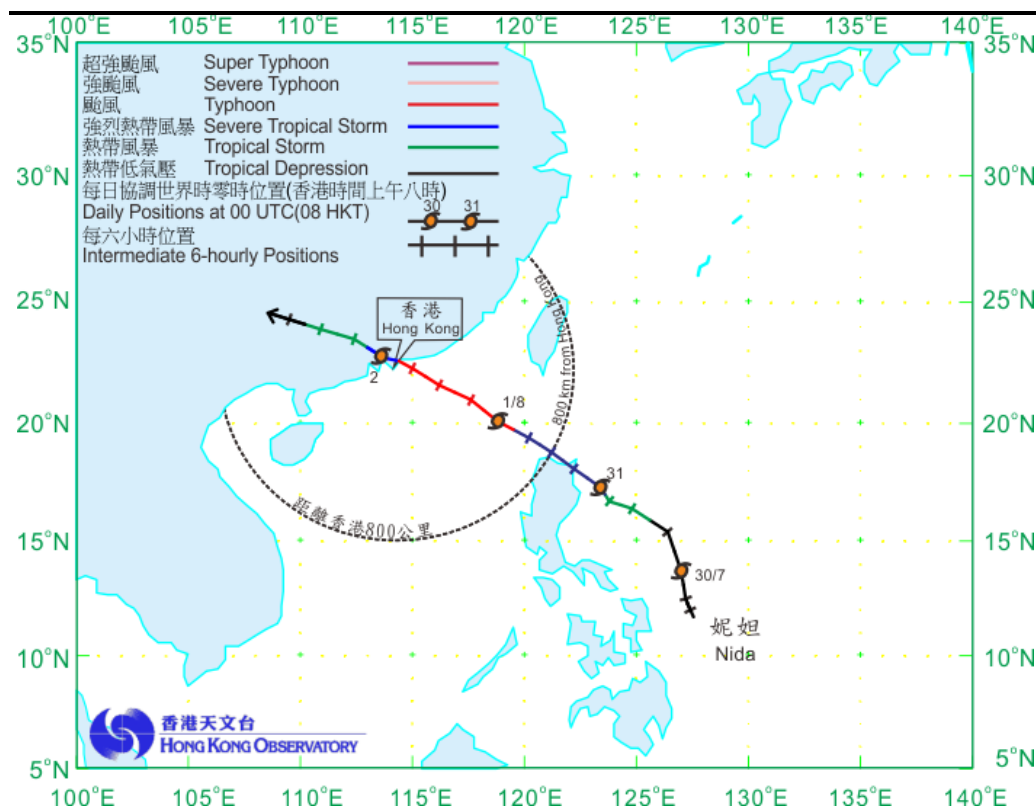 100°E 105°E 110°E 115°E 120°E 125°E 130°E 135°E 140°E
35°N 35°N
超強颱風 Super Typhoon
強颱風 Severe Typhoon
颱風 Typhoon
強烈熱帶風暴 Severe Tropical Storm
熱帶風暴 Tropical Storm
熱帶低氣壓 Tropical Depression
30°N 30°N
每日協調世界時零時位置(香港時間上午八時)
Daily Positions at 00 UTC(08 HKT)
30 31
每六小時位置
Intermediate 6-hourly Positions
25°N 25°N
香港
Hong Kong
800 km from Hong Kong
2
1/8
20°N 20°N
31
距離香港800公里
15°N 15°N
30/7
妮妲
Nida
10°N 10°N
香港天文台
HONG KONG OBSERVATORY
5°N 5°N
100°E 105°E 110°E 115°E 120°E 125°E 130°E 135°E 140°E